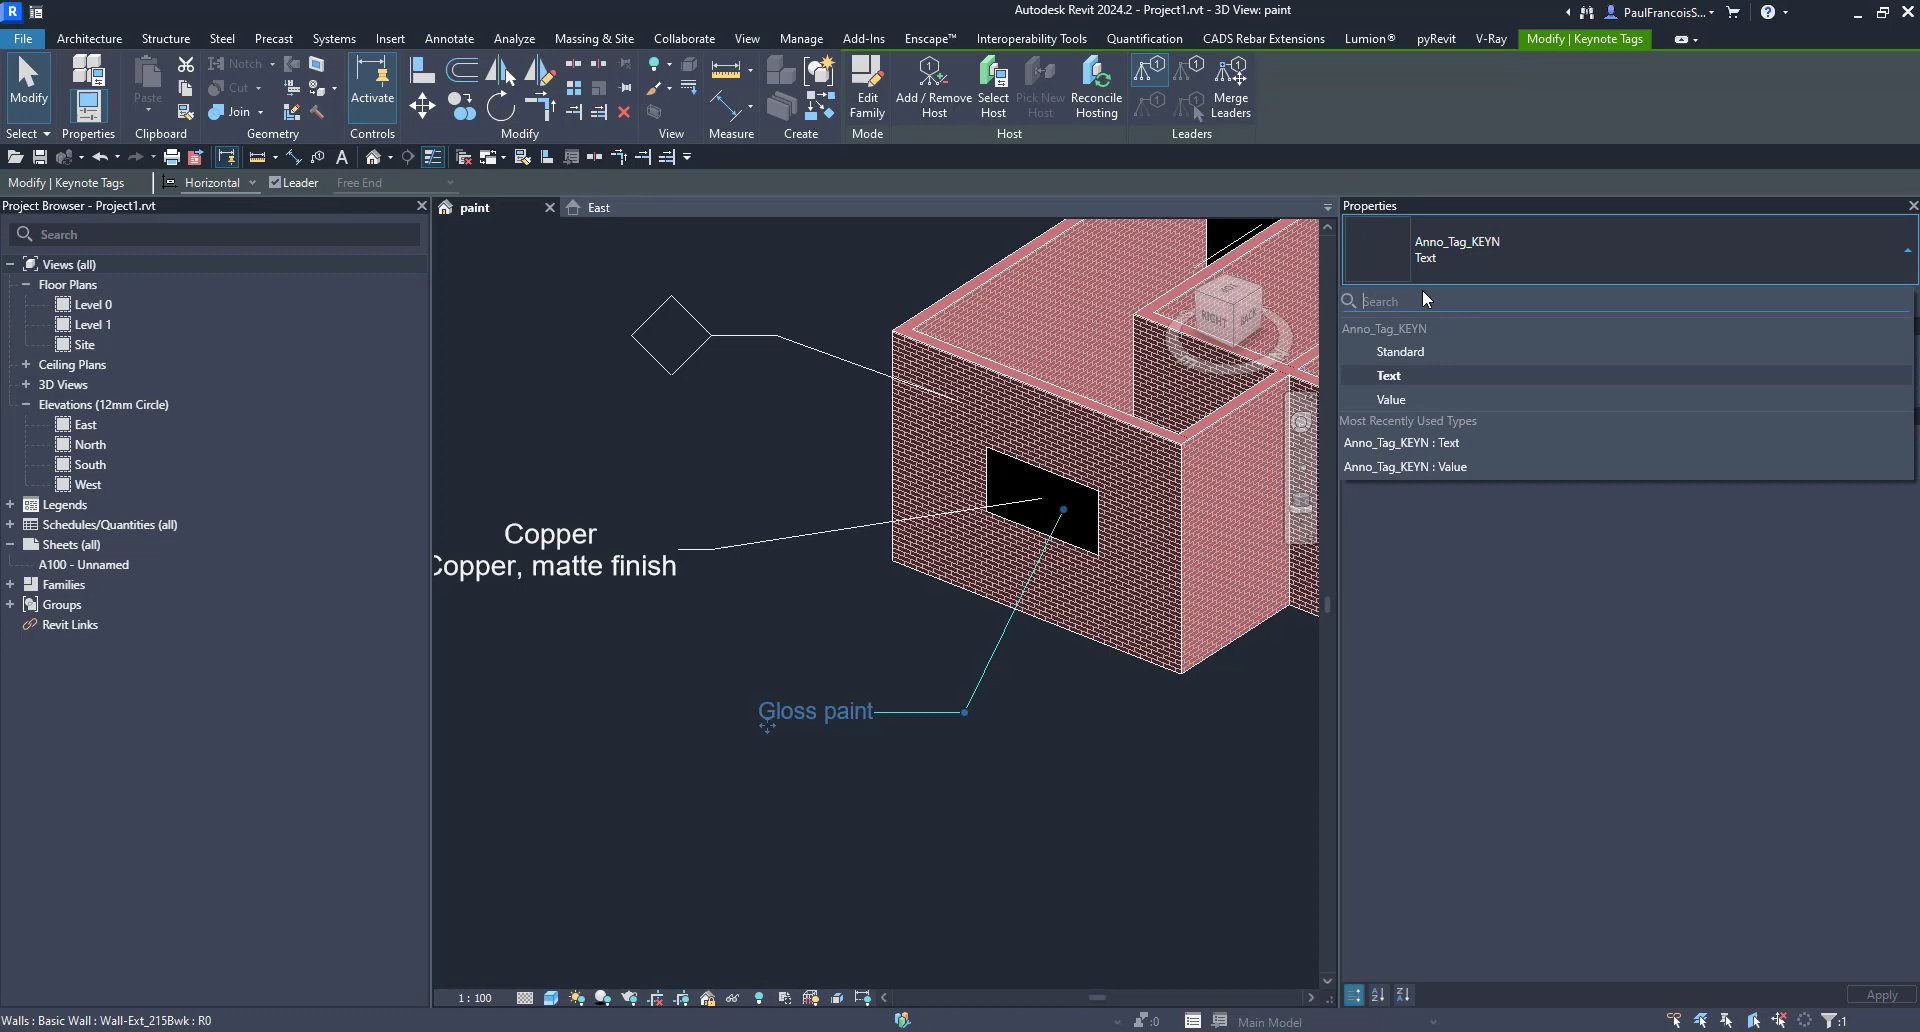 Autodesk Revit 2024.2 - Project1.rvt - 3D View: paint
PaulFrancoisS...
File Architecture Structure Steel Precast Systems Insert Annotate Analyze Massing & Site Collaborate View Manage Add-Ins Enscape™ Interoperability Tools Quantification CADS Rebar Extensions Lumion® pyRevit V-Ray Modify | Keynote Tags
Modify
Paste
Notch
Cut
Join
Activate
Edit Family
Add / Remove Host
Select Host
Pick New Host
Reconcile Hosting
Merge Leaders
Select Properties Clipboard Geometry Controls Modify View Measure Create Mode Host Leaders
Modify | Keynote Tags Horizontal Leader Free End
Project Browser - Project1.rvt
Search
Views (all)
Floor Plans
Level 0
Level 1
Site
Ceiling Plans
3D Views
Elevations (12mm Circle)
East
North
South
West
Legends
Schedules/Quantities (all)
Sheets (all)
A100 - Unnamed
Families
Groups
Revit Links
paint
East
RIGHT
BACK
Copper
Copper, matte finish
Gloss paint
Properties
Anno_Tag_KEYN
Text
Search
Anno_Tag_KEYN
Standard
Text
Value
Most Recently Used Types
Anno_Tag_KEYN : Text
Anno_Tag_KEYN : Value
1 : 100
Apply
Walls : Basic Wall : Wall-Ext_215Bwk : R0
:0
Main Model
:1